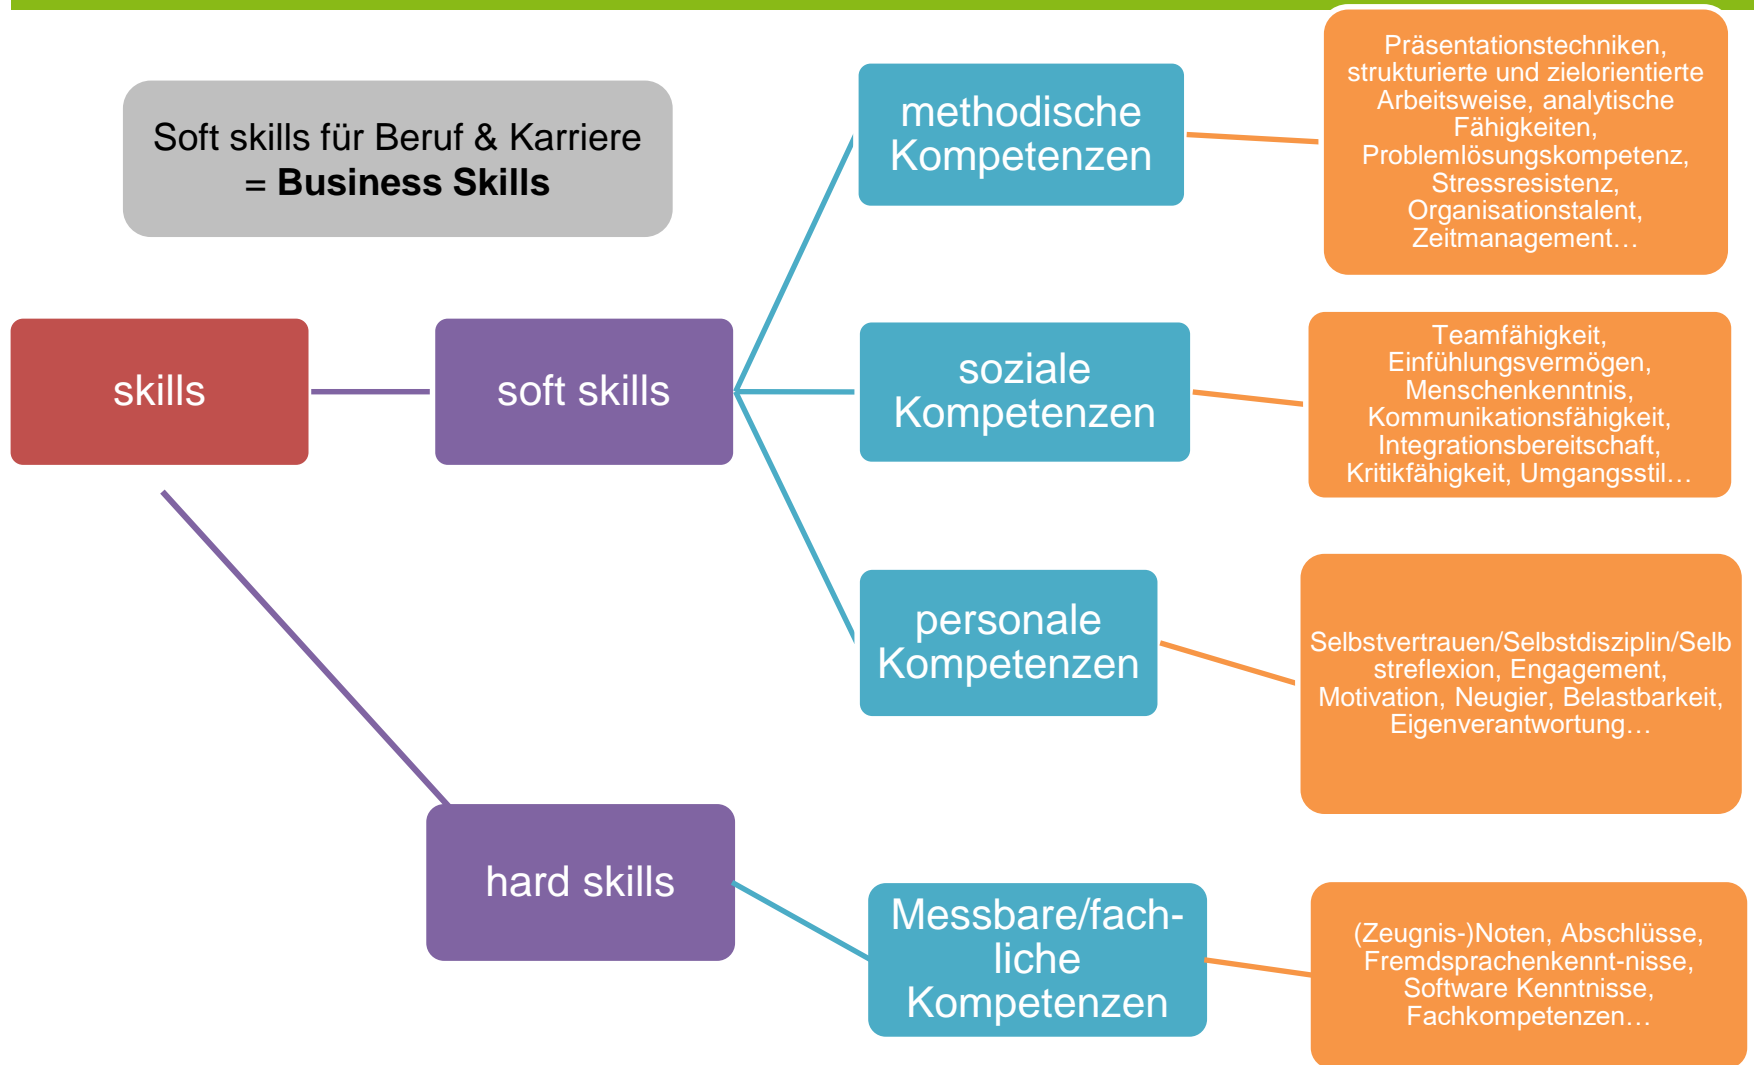 Soft skills für Beruf & Karriere
= Business Skills
skills
soft skills
methodische
Kompetenzen
Präsentationstechniken,
strukturierte und zielorientierte
Arbeitsweise, analytische
Fähigkeiten,
Problemlösungskompetenz,
Stressresistenz,
Organisationstalent,
Zeitmanagement…
soziale
Kompetenzen
Teamfähigkeit,
Einfühlungsvermögen,
Menschenkenntnis,
Kommunikationsfähigkeit,
Integrationsbereitschaft,
Kritikfähigkeit, Umgangsstil…
personale
Kompetenzen
Selbstvertrauen/Selbstdisziplin/Selb
streflexion, Engagement,
Motivation, Neugier, Belastbarkeit,
Eigenverantwortung…
hard skills
Messbare/fach-
liche
Kompetenzen
(Zeugnis-)Noten, Abschlüsse,
Fremdsprachenkennt-nisse,
Software Kenntnisse,
Fachkompetenzen…